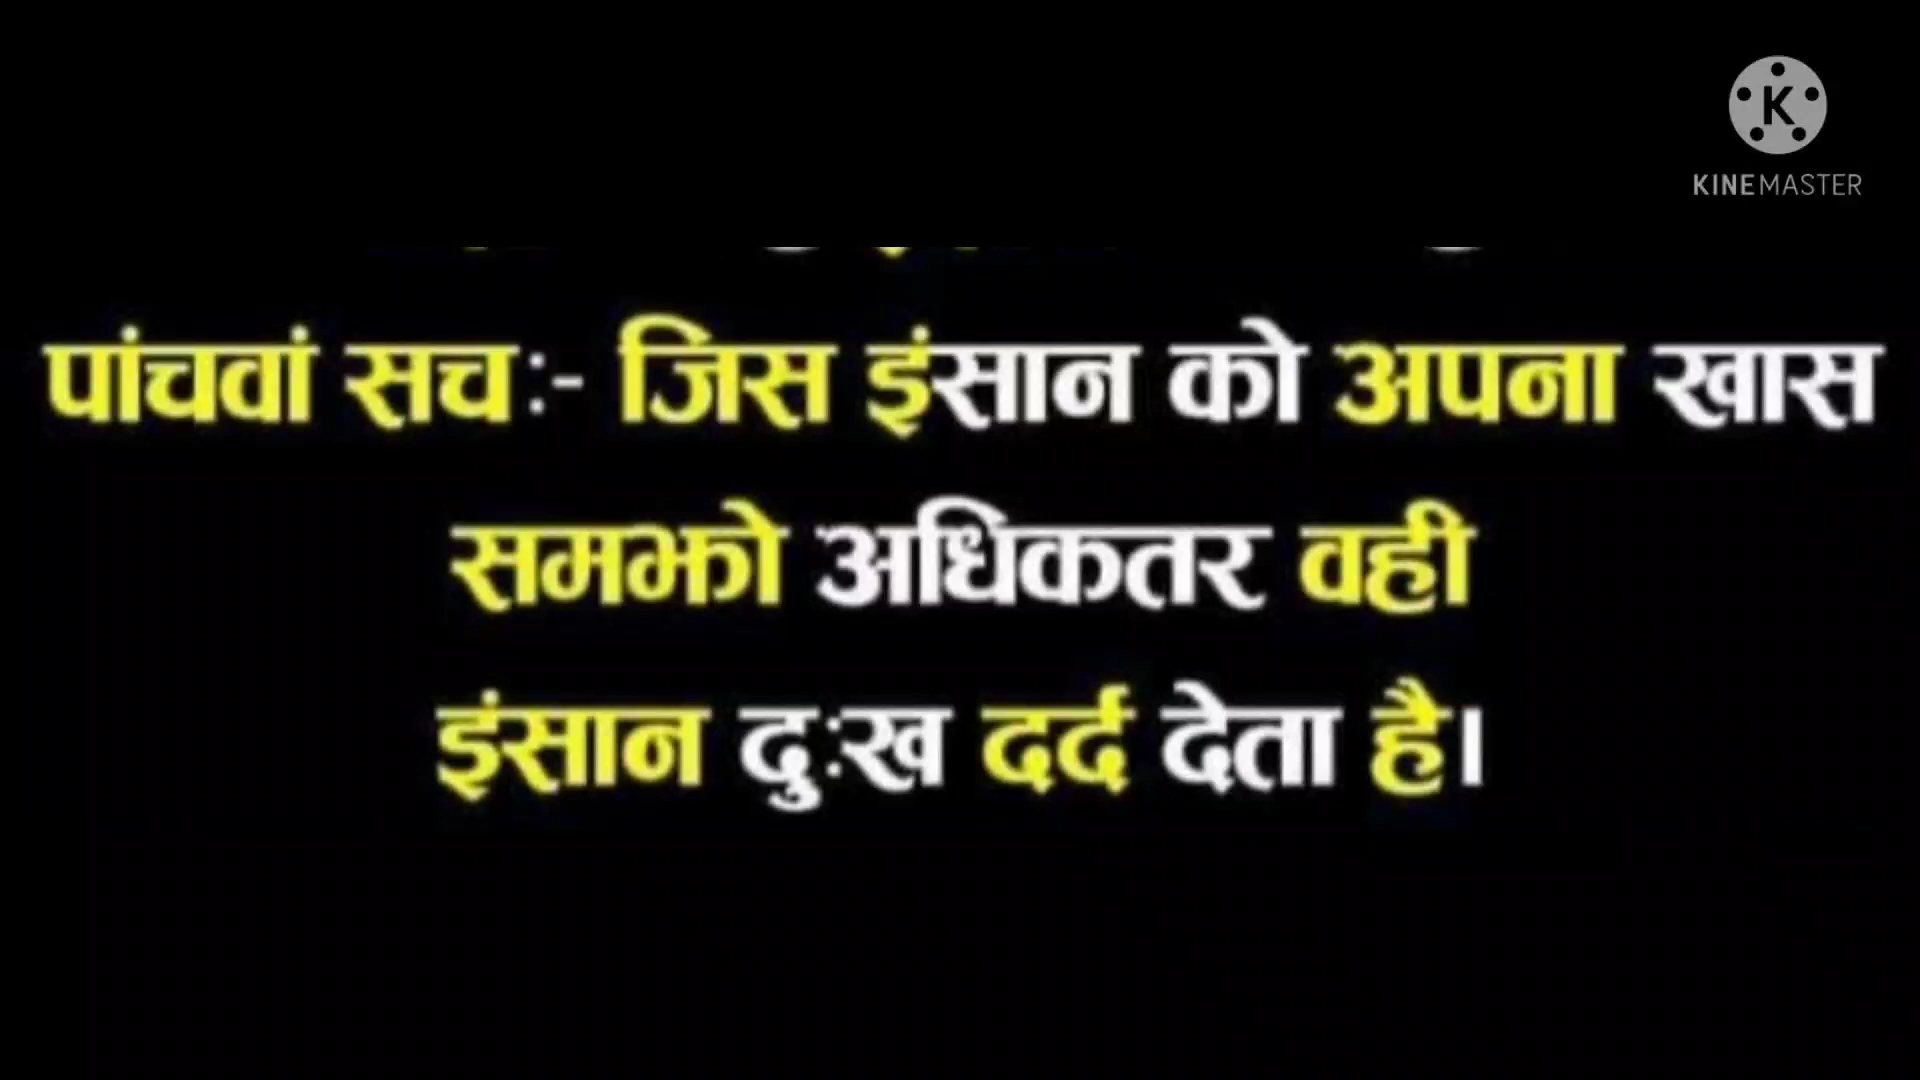 KINEMASTER
पांचवां सच:- जिस इंसान को अपना खास
समझो अधिकतर वही
इंसान दु:ख दर्द देता है।